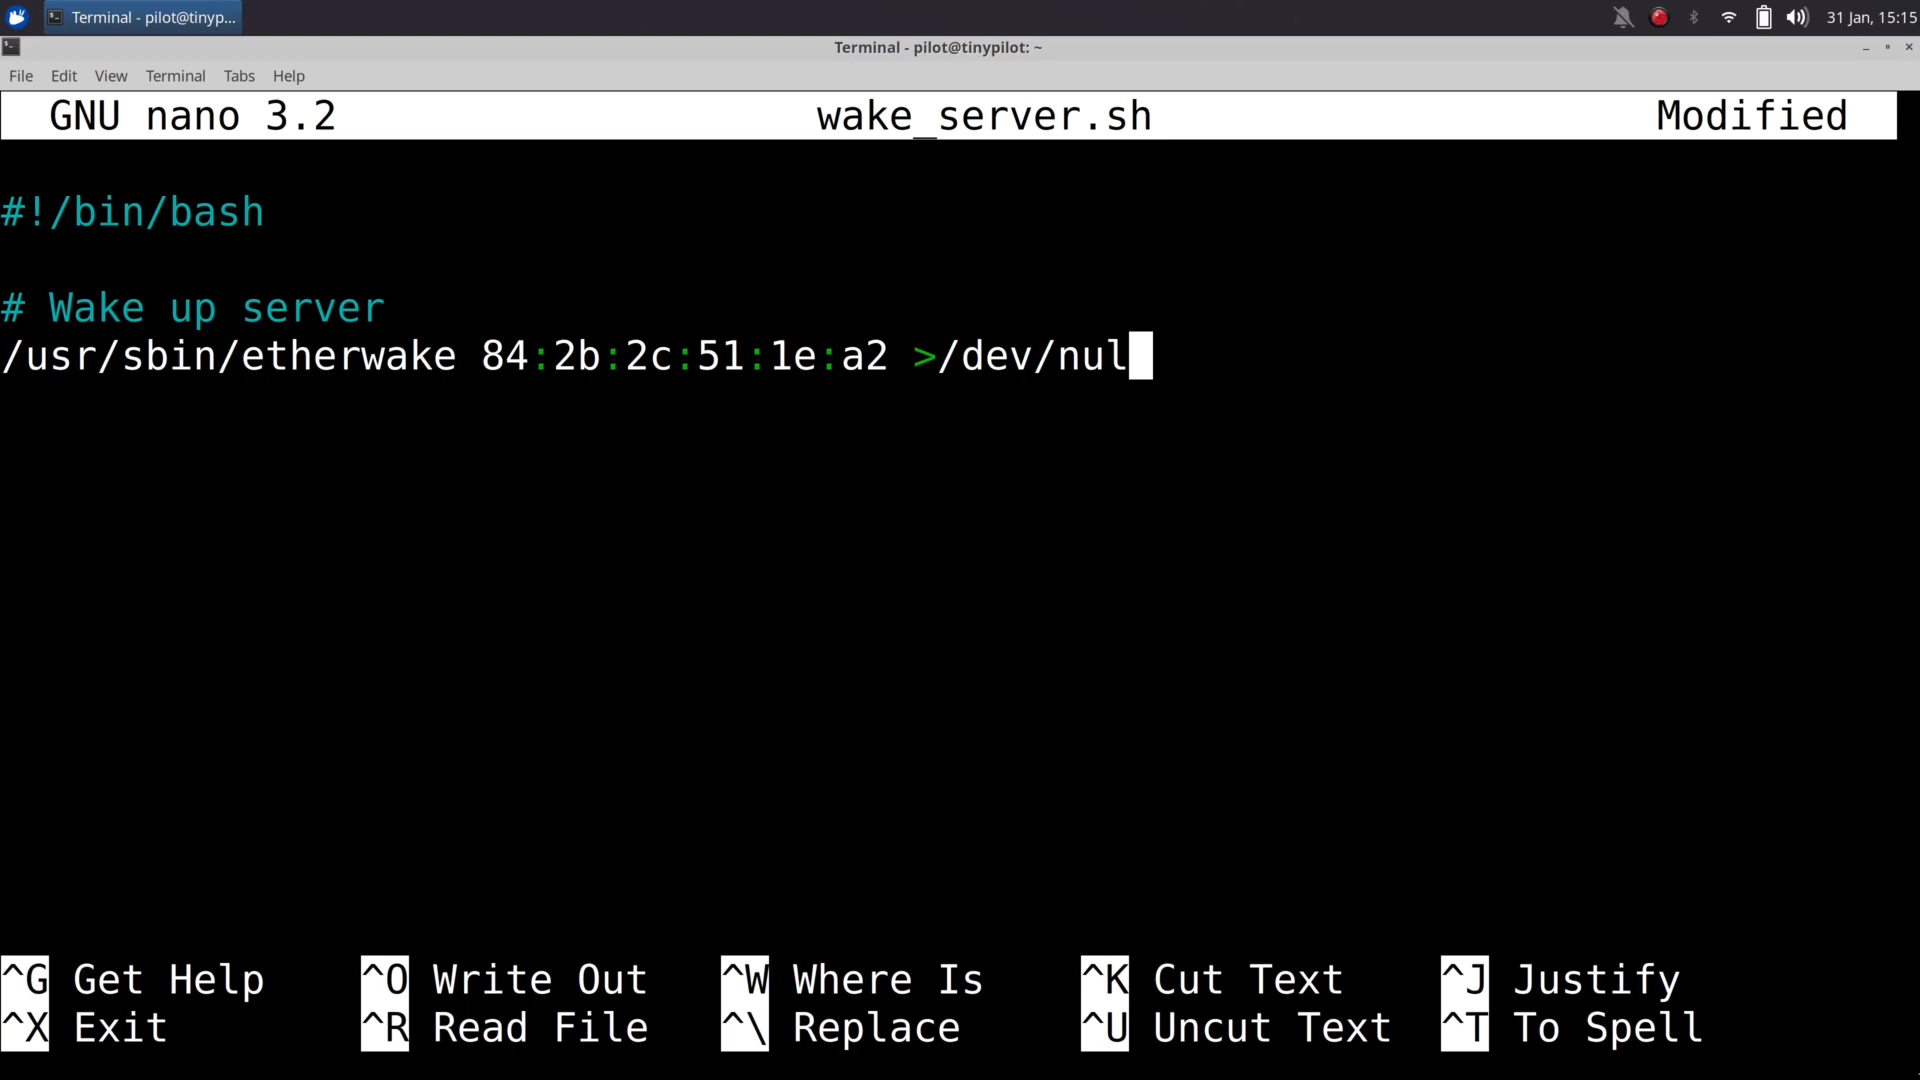 Terminal - pilot@tinyp...
31 Jan, 15:15
Terminal - pilot@tinypilot: ~
File Edit View Terminal Tabs Help
GNU nano 3.2 wake_server.sh Modified
#!/bin/bash
# Wake up server
/usr/sbin/etherwake 84:2b:2c:51:1e:a2 >/dev/nul
^G Get Help ^O Write Out ^W Where Is ^K Cut Text ^J Justify
^X Exit ^R Read File ^\ Replace ^U Uncut Text ^T To Spell